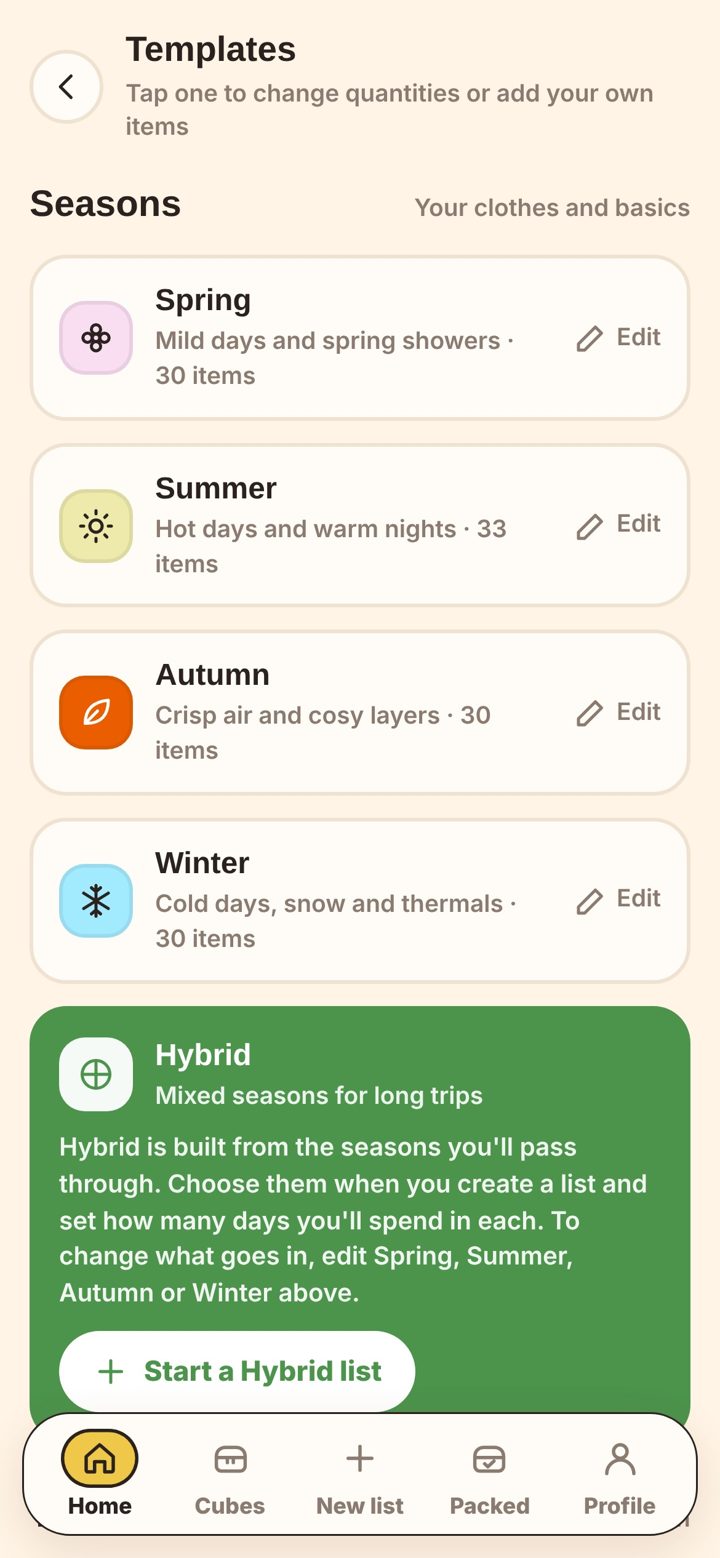 Templates
Tap one to change quantities or add your own
items
Seasons
Your clothes and basics
Spring
Mild days and spring showers ·
30 items
Edit
Summer
Hot days and warm nights · 33
items
Edit
Autumn
Crisp air and cosy layers · 30
items
Edit
Winter
Cold days, snow and thermals ·
30 items
Edit
Hybrid
Mixed seasons for long trips
Hybrid is built from the seasons you'll pass
through. Choose them when you create a list and
set how many days you'll spend in each. To
change what goes in, edit Spring, Summer,
Autumn or Winter above.
Start a Hybrid list
Home
Cubes
New list
Packed
Profile